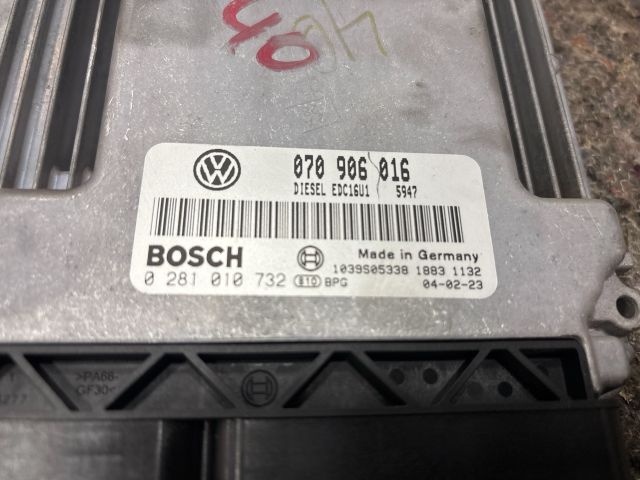 070 906 016
DIESEL EDC16U1 5947
BOSCH
Made in Germany
0 281 010 732 E10 BPG
1039S05338 1883 1132
04-02-23
>PA66-
GF30<